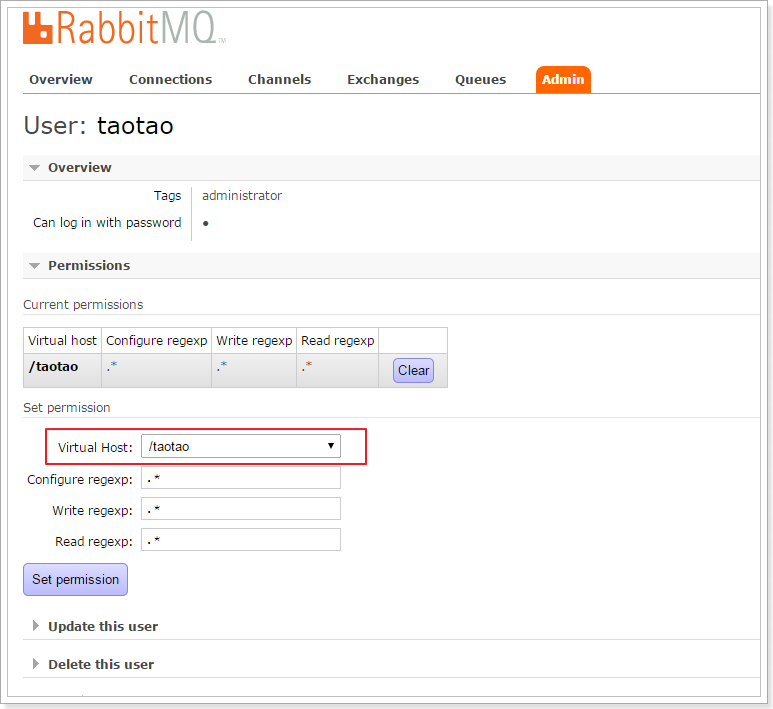 RabbitMQ TM
Overview Connections Channels Exchanges Queues Admin
User: taotao
Overview
Tags administrator
Can log in with password •
Permissions
Current permissions
Virtual host Configure regexp Write regexp Read regexp
/taotao .* .* .* Clear
Set permission
Virtual Host: /taotao
Configure regexp: .*
Write regexp: .*
Read regexp: .*
Set permission
Update this user
Delete this user